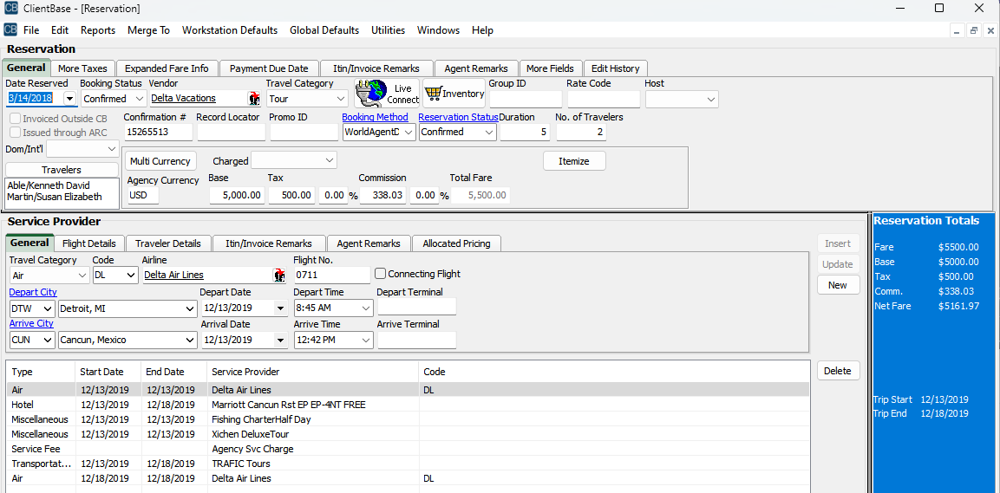 CB ClientBase - [Reservation]
CB File Edit Reports Merge To Workstation Defaults Global Defaults Utilities Windows Help
Reservation
General More Taxes Expanded Fare Info Payment Due Date Itin/Invoice Remarks Agent Remarks More Fields Edit History
Date Reserved Booking Status Vendor Travel Category Live Connect Inventory Group ID Rate Code Host
3/14/2018 Confirmed Delta Vacations Tour
Invoiced Outside CB Confirmation # Record Locator Promo ID Booking Method Reservation Status Duration No. of Travelers
Issued through ARC 15265513 WorldAgentD Confirmed 5 2
Dom/Int'l
Multi Currency Charged Itemize
Travelers
Agency Currency Base Tax Commission Total Fare
Able/Kenneth David
Martin/Susan Elizabeth
USD 5,000.00 500.00 0.00 % 338.03 0.00 % 5,500.00
Service Provider
General Flight Details Traveler Details Itin/Invoice Remarks Agent Remarks Allocated Pricing
Travel Category Code Airline Flight No.
Air DL Delta Air Lines 0711 Connecting Flight
Depart City Depart Date Depart Time Depart Terminal
DTW Detroit, MI 12/13/2019 8:45 AM
Arrive City Arrival Date Arrive Time Arrive Terminal
CUN Cancun, Mexico 12/13/2019 12:42 PM
Insert
Update
New
Delete
Type Start Date End Date Service Provider Code
Air 12/13/2019 12/13/2019 Delta Air Lines DL
Hotel 12/13/2019 12/18/2019 Marriott Cancun Rst EP EP-4NT FREE
Miscellaneous 12/13/2019 12/13/2019 Fishing CharterHalf Day
Miscellaneous 12/13/2019 12/13/2019 Xichen DeluxeTour
Service Fee Agency Svc Charge
Transportat... 12/13/2019 12/18/2019 TRAFIC Tours
Air 12/18/2019 12/18/2019 Delta Air Lines DL
Reservation Totals
Fare $5500.00
Base $5000.00
Tax $500.00
Comm. $338.03
Net Fare $5161.97
Trip Start 12/13/2019
Trip End 12/18/2019